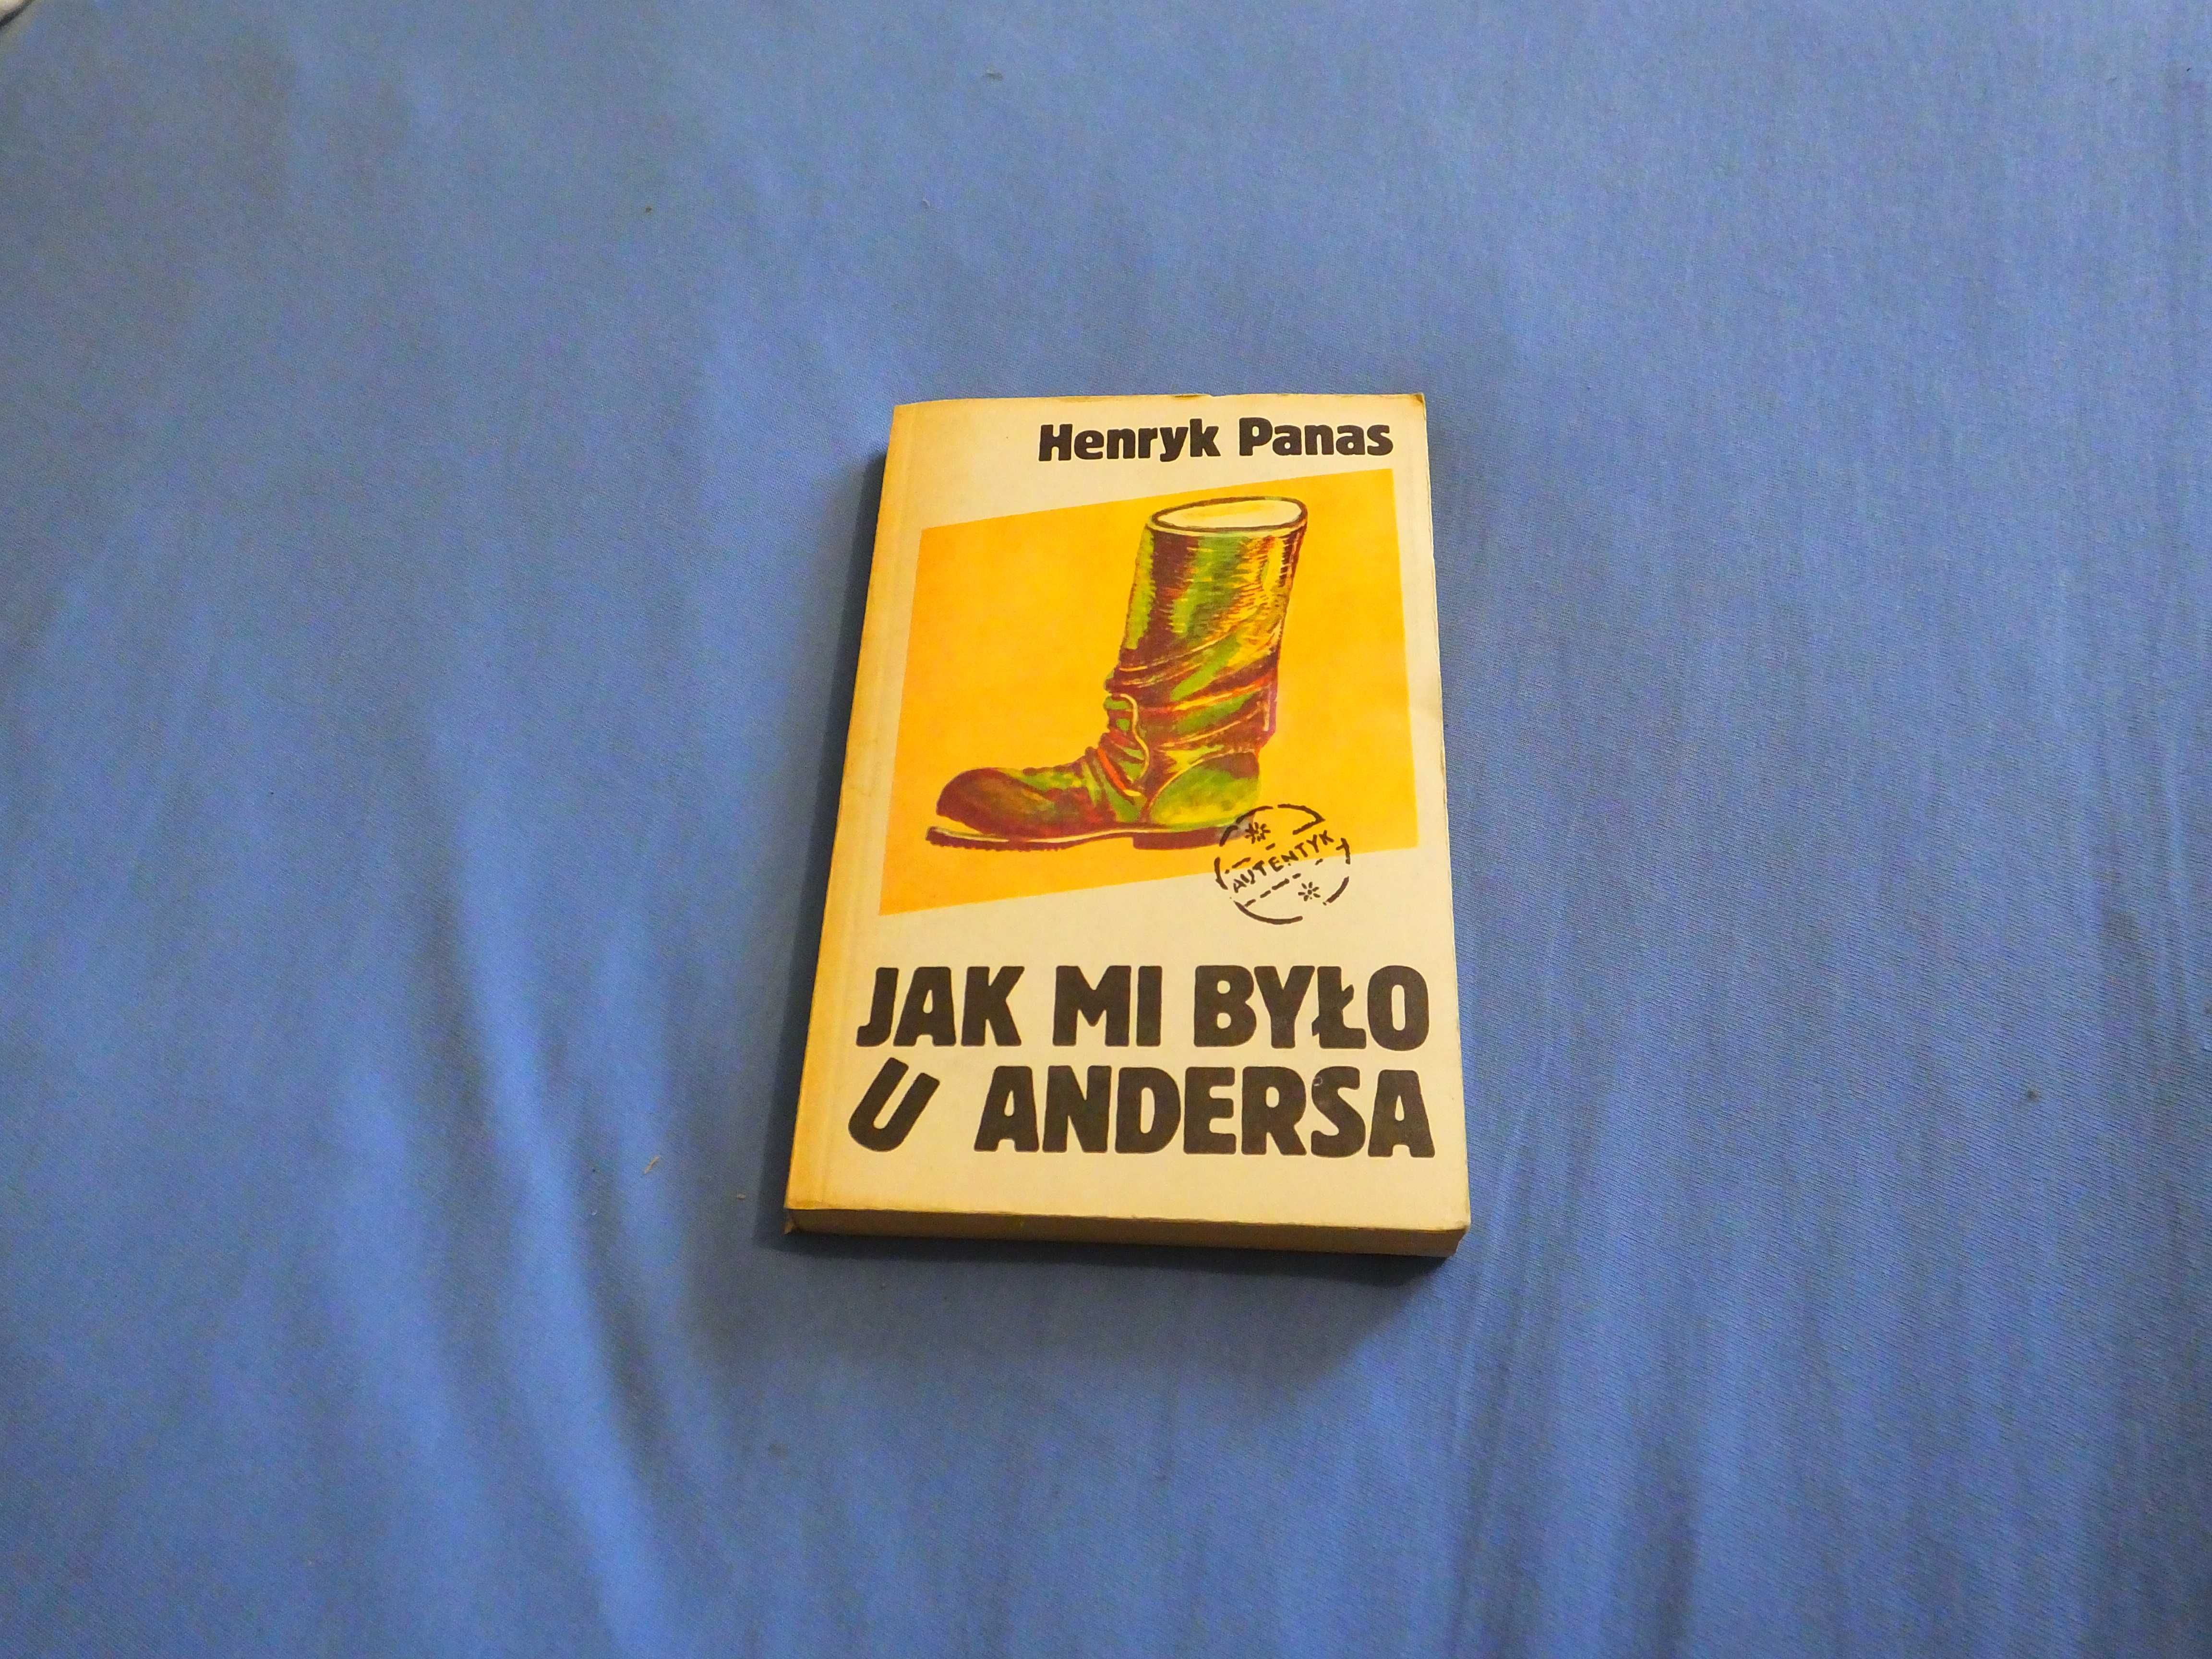 Henryk Panas
AUTENTYK
JAK MI BYŁO
U ANDERSA